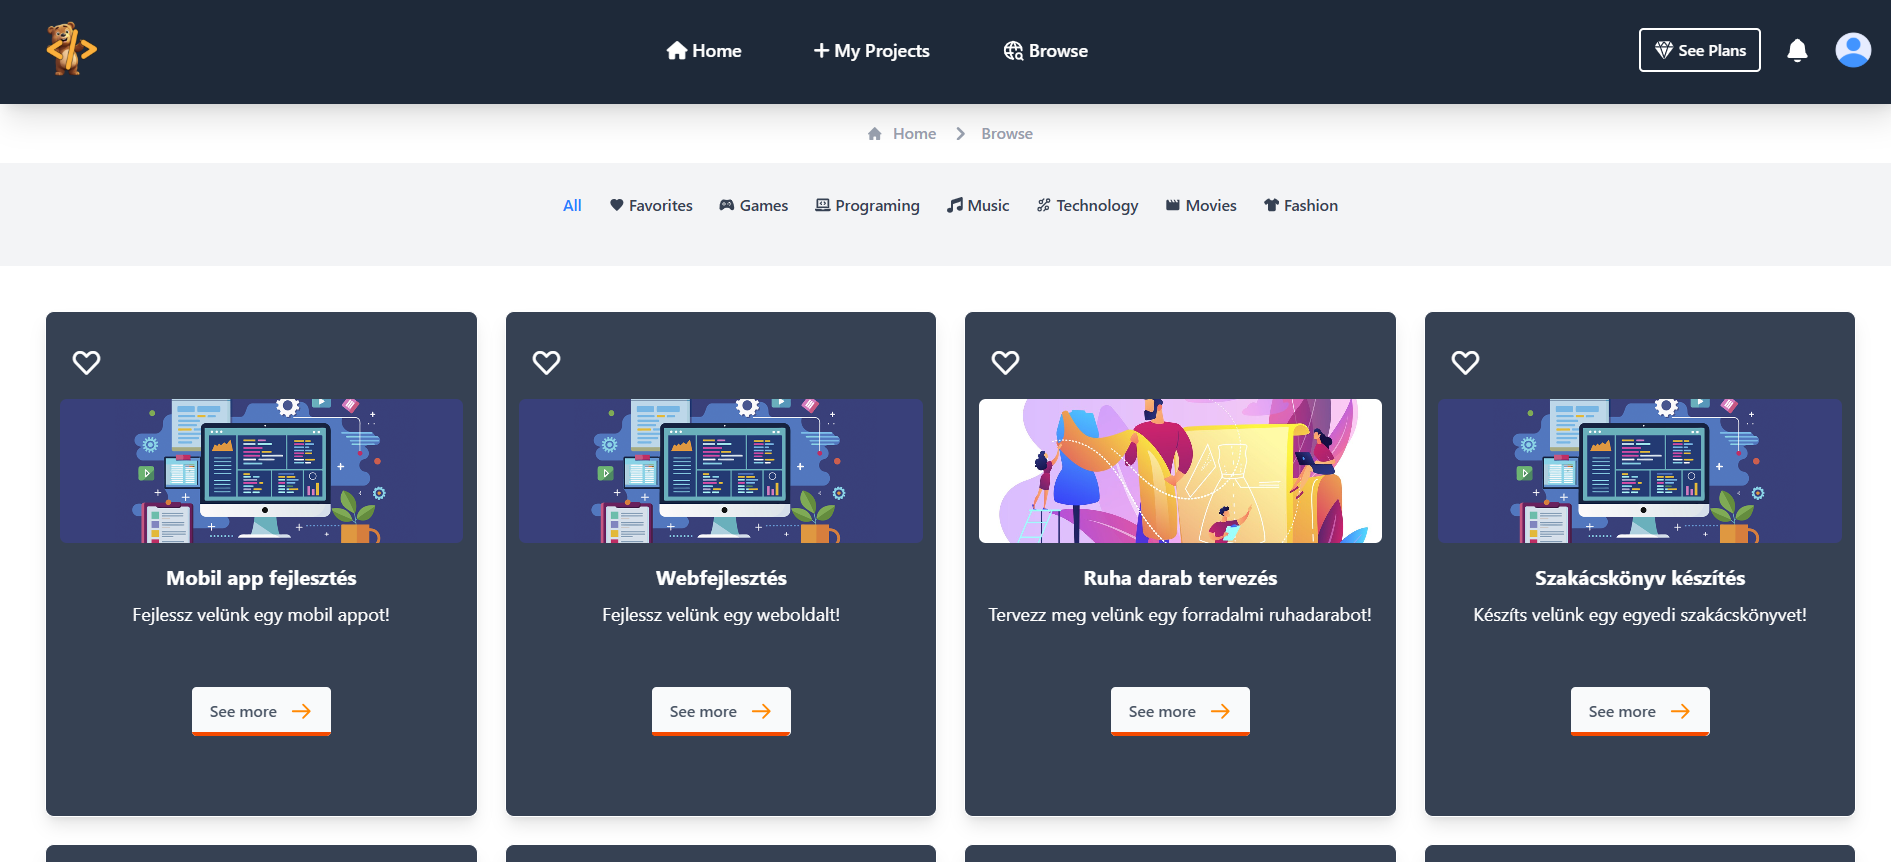 Home My Projects Browse See Plans
Home Browse
All Favorites Games Programing Music Technology Movies Fashion
Mobil app fejlesztés
Fejlessz velünk egy mobil appot!
See more
Webfejlesztés
Fejlessz velünk egy weboldalt!
See more
Ruha darab tervezés
Tervezz meg velünk egy forradalmi ruhadarabot!
See more
Szakácskönyv készítés
Készíts velünk egy egyedi szakácskönyvet!
See more